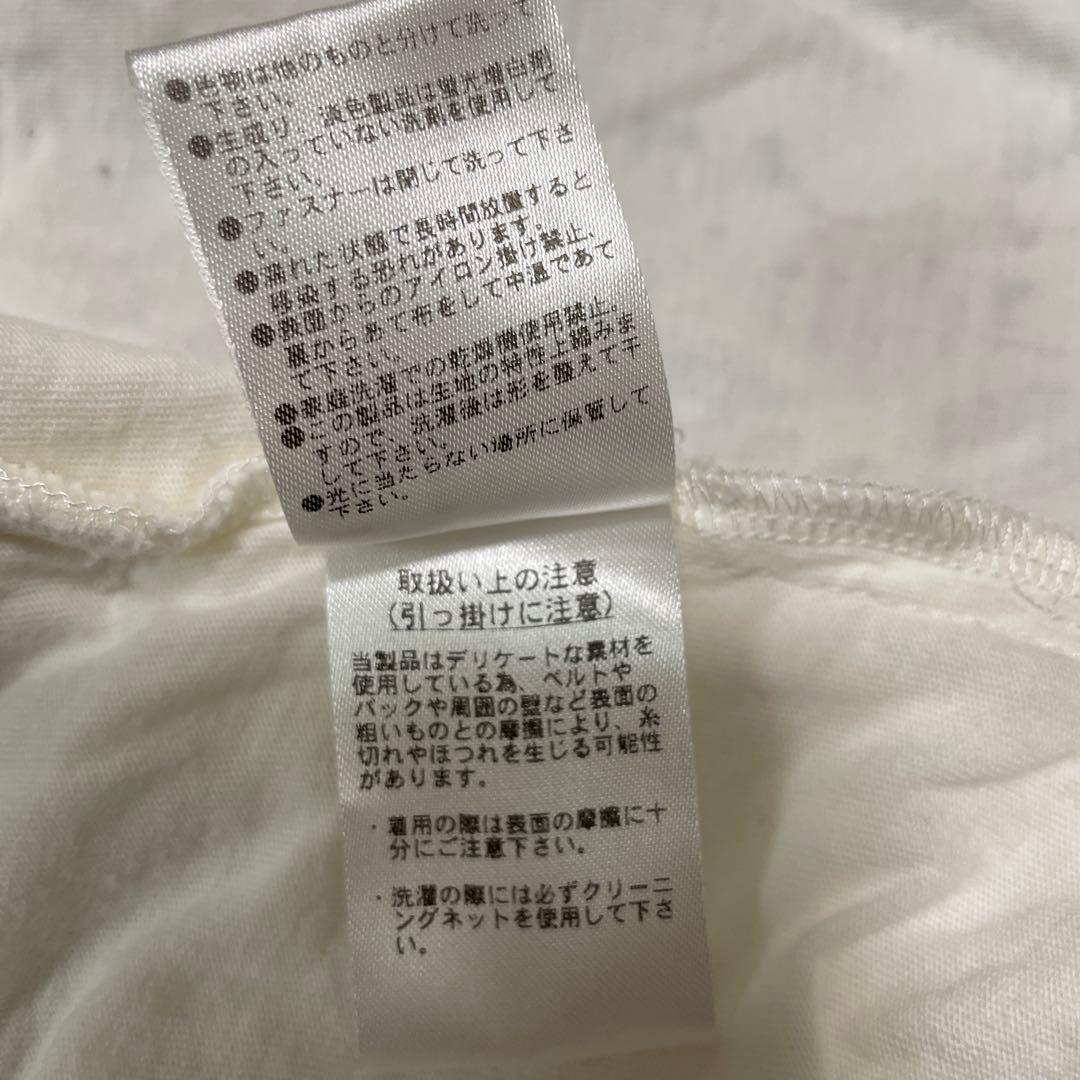 ●色物は他のものと分けて洗って
下さい。
●生成り、淡色製品は蛍光増白剤
の入っていない洗剤を使用して
下さい。
●ファスナーは閉じて洗って下さ
い。
●濡れた状態で長時間放置すると
移染する恐れがあります。
●表面からのアイロン掛け禁止、
裏からあて布をして中温であて
て下さい。
●家庭洗濯での乾燥機使用禁止。
●この製品は生地の特性上縮みま
すので、洗濯後は形を整えて干
して下さい。
●光に当たらない場所に保管して
下さい。
取扱い上の注意
(引っ掛けに注意)
当製品はデリケートな素材を
使用している為、ベルトや
バックや周囲の壁など表面の
粗いものとの摩擦により、糸
切れやほつれを生じる可能性
があります。
・着用の際は表面の摩擦に十
分にご注意下さい。
・洗濯の際には必ずクリーニ
ングネットを使用して下さ
い。